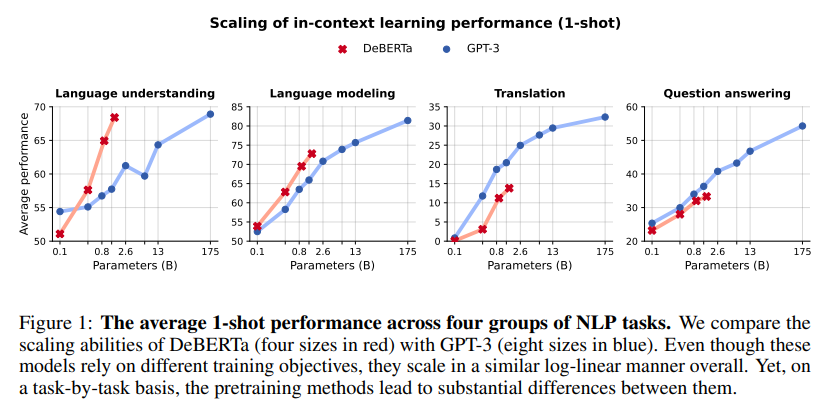 Scaling of in-context learning performance (1-shot)
DeBERTa GPT-3
Language understanding
Average performance
70
65
60
55
50
0.1 0.8 2.6 13 175
Parameters (B)
Language modeling
85
80
75
70
65
60
55
50
0.1 0.8 2.6 13 175
Parameters (B)
Translation
35
30
25
20
15
10
5
0
0.1 0.8 2.6 13 175
Parameters (B)
Question answering
60
50
40
30
20
0.1 0.8 2.6 13 175
Parameters (B)
Figure 1: The average 1-shot performance across four groups of NLP tasks. We compare the
scaling abilities of DeBERTa (four sizes in red) with GPT-3 (eight sizes in blue). Even though these
models rely on different training objectives, they scale in a similar log-linear manner overall. Yet, on
a task-by-task basis, the pretraining methods lead to substantial differences between them.